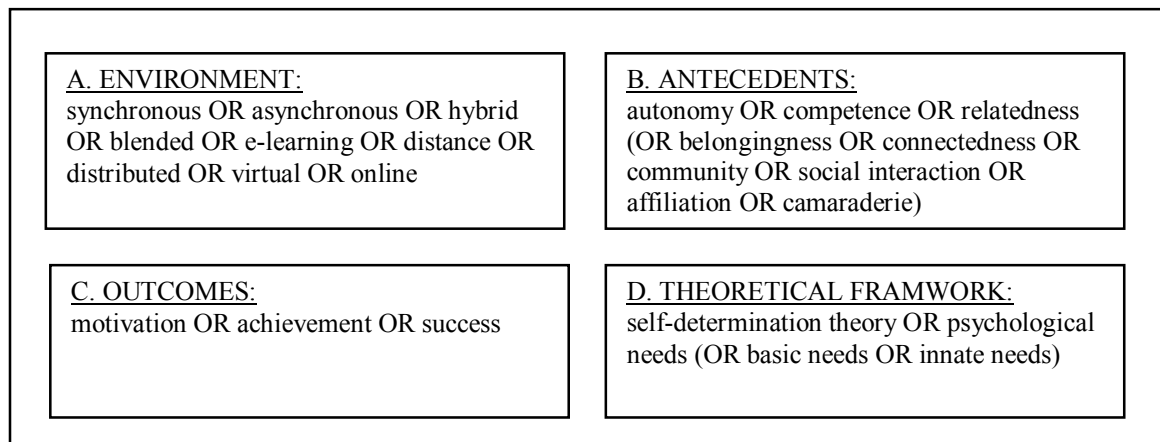 A. ENVIRONMENT:
synchronous OR asynchronous OR hybrid
OR blended OR e-learning OR distance OR
distributed OR virtual OR online
B. ANTECEDENTS:
autonomy OR competence OR relatedness
(OR belongingness OR connectedness OR
community OR social interaction OR
affiliation OR camaraderie)
C. OUTCOMES:
motivation OR achievement OR success
D. THEORETICAL FRAMWORK:
self-determination theory OR psychological
needs (OR basic needs OR innate needs)